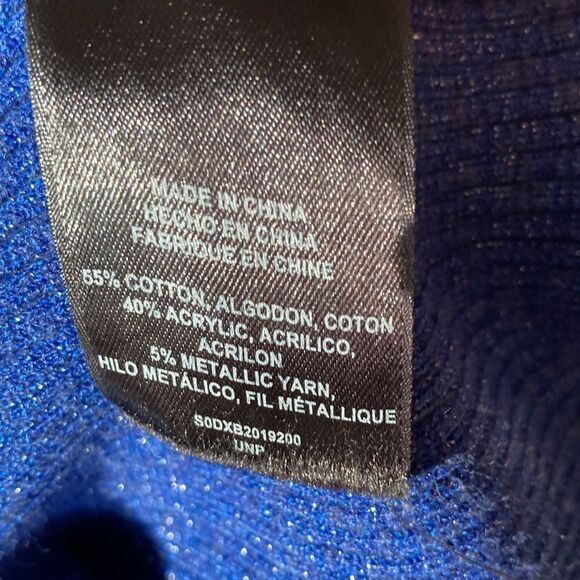 MADE IN CHINA
HECHO EN CHINA
FABRIQUE EN CHINE
55% COTTON, ALGODON, COTON
40% ACRYLIC, ACRILICO,
ACRILON
5% METALLIC YARN,
HILO METÁLICO, FIL MÉTALLIQUE
S0DXB2019200
UNP